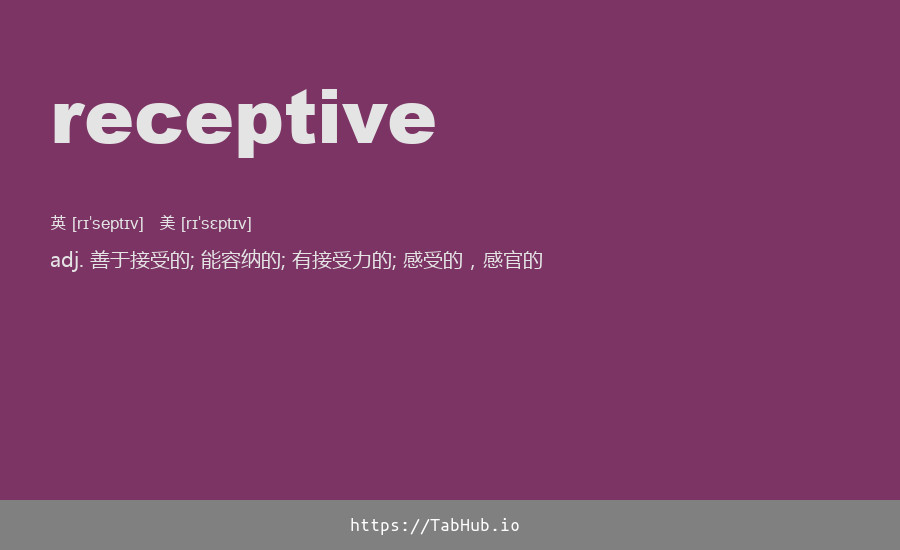 receptive
英 [rɪˈseptɪv] 美 [rɪˈsɛptɪv]
adj. 善于接受的; 能容纳的; 有接受力的; 感受的，感官的
https://TabHub.io